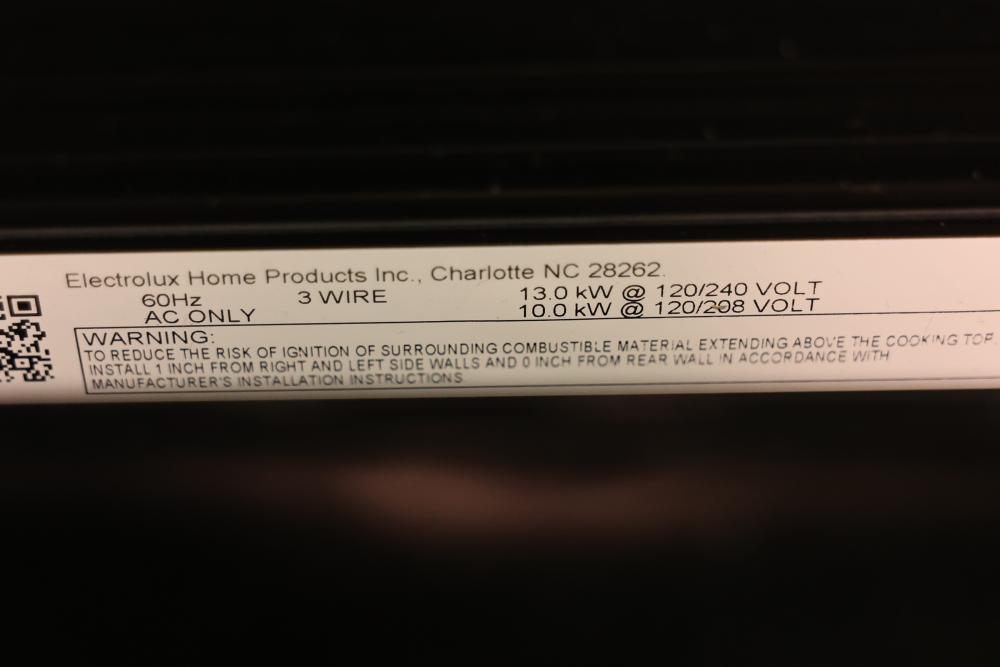 Electrolux Home Products Inc., Charlotte NC 28262.
60Hz 3 WIRE 13.0 kW @ 120/240 VOLT
AC ONLY 10.0 kW @ 120/208 VOLT
WARNING:
TO REDUCE THE RISK OF IGNITION OF SURROUNDING COMBUSTIBLE MATERIAL EXTENDING ABOVE THE COOKING TOP.
INSTALL 1 INCH FROM RIGHT AND LEFT SIDE WALLS AND 0 INCH FROM REAR WALL IN ACCORDANCE WITH
MANUFACTURER'S INSTALLATION INSTRUCTIONS